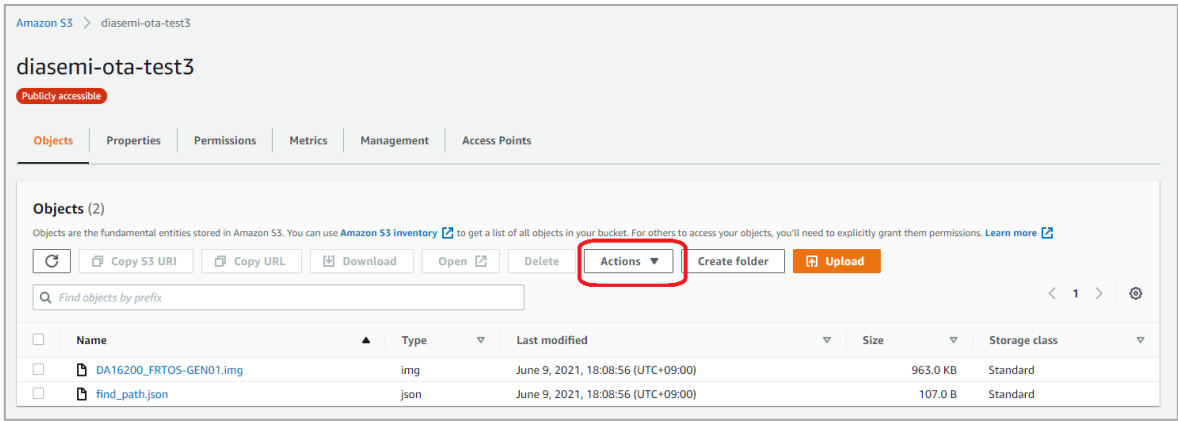 Amazon S3 > diasemi-ota-test3
diasemi-ota-test3
Publicly accessible
Objects Properties Permissions Metrics Management Access Points
Objects (2)
Objects are the fundamental entities stored in Amazon S3. You can use Amazon S3 inventory to get a list of all objects in your bucket. For others to access your objects, you'll need to explicitly grant them permissions. Learn more
Copy S3 URI Copy URL Download Open Delete Actions ▼ Create folder Upload
Find objects by prefix
< 1 >
Name ▲ Type ▽ Last modified ▽ Size ▽ Storage class ▽
DA16200_FRTOS-GEN01.img img June 9, 2021, 18:08:56 (UTC+09:00) 963.0 KB Standard
find_path.json json June 9, 2021, 18:08:56 (UTC+09:00) 107.0 B Standard